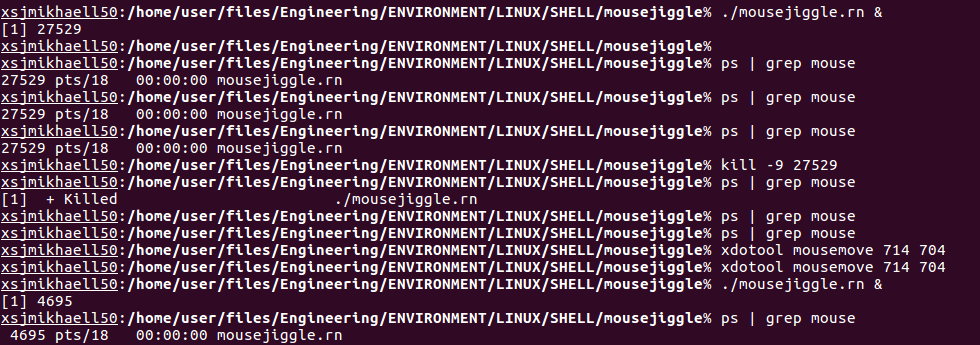 xsjmikhaell50:/home/user/files/Engineering/ENVIRONMENT/LINUX/SHELL/mousejiggle% ./mousejiggle.rn &
[1] 27529
xsjmikhaell50:/home/user/files/Engineering/ENVIRONMENT/LINUX/SHELL/mousejiggle%
xsjmikhaell50:/home/user/files/Engineering/ENVIRONMENT/LINUX/SHELL/mousejiggle% ps | grep mouse
27529 pts/18   00:00:00 mousejiggle.rn
xsjmikhaell50:/home/user/files/Engineering/ENVIRONMENT/LINUX/SHELL/mousejiggle% ps | grep mouse
27529 pts/18   00:00:00 mousejiggle.rn
xsjmikhaell50:/home/user/files/Engineering/ENVIRONMENT/LINUX/SHELL/mousejiggle% ps | grep mouse
27529 pts/18   00:00:00 mousejiggle.rn
xsjmikhaell50:/home/user/files/Engineering/ENVIRONMENT/LINUX/SHELL/mousejiggle% kill -9 27529
xsjmikhaell50:/home/user/files/Engineering/ENVIRONMENT/LINUX/SHELL/mousejiggle% ps | grep mouse
[1]  + Killed                        ./mousejiggle.rn
xsjmikhaell50:/home/user/files/Engineering/ENVIRONMENT/LINUX/SHELL/mousejiggle% ps | grep mouse
xsjmikhaell50:/home/user/files/Engineering/ENVIRONMENT/LINUX/SHELL/mousejiggle% ps | grep mouse
xsjmikhaell50:/home/user/files/Engineering/ENVIRONMENT/LINUX/SHELL/mousejiggle% xdotool mousemove 714 704
xsjmikhaell50:/home/user/files/Engineering/ENVIRONMENT/LINUX/SHELL/mousejiggle% xdotool mousemove 714 704
xsjmikhaell50:/home/user/files/Engineering/ENVIRONMENT/LINUX/SHELL/mousejiggle% ./mousejiggle.rn &
[1] 4695
xsjmikhaell50:/home/user/files/Engineering/ENVIRONMENT/LINUX/SHELL/mousejiggle% ps | grep mouse
 4695 pts/18   00:00:00 mousejiggle.rn